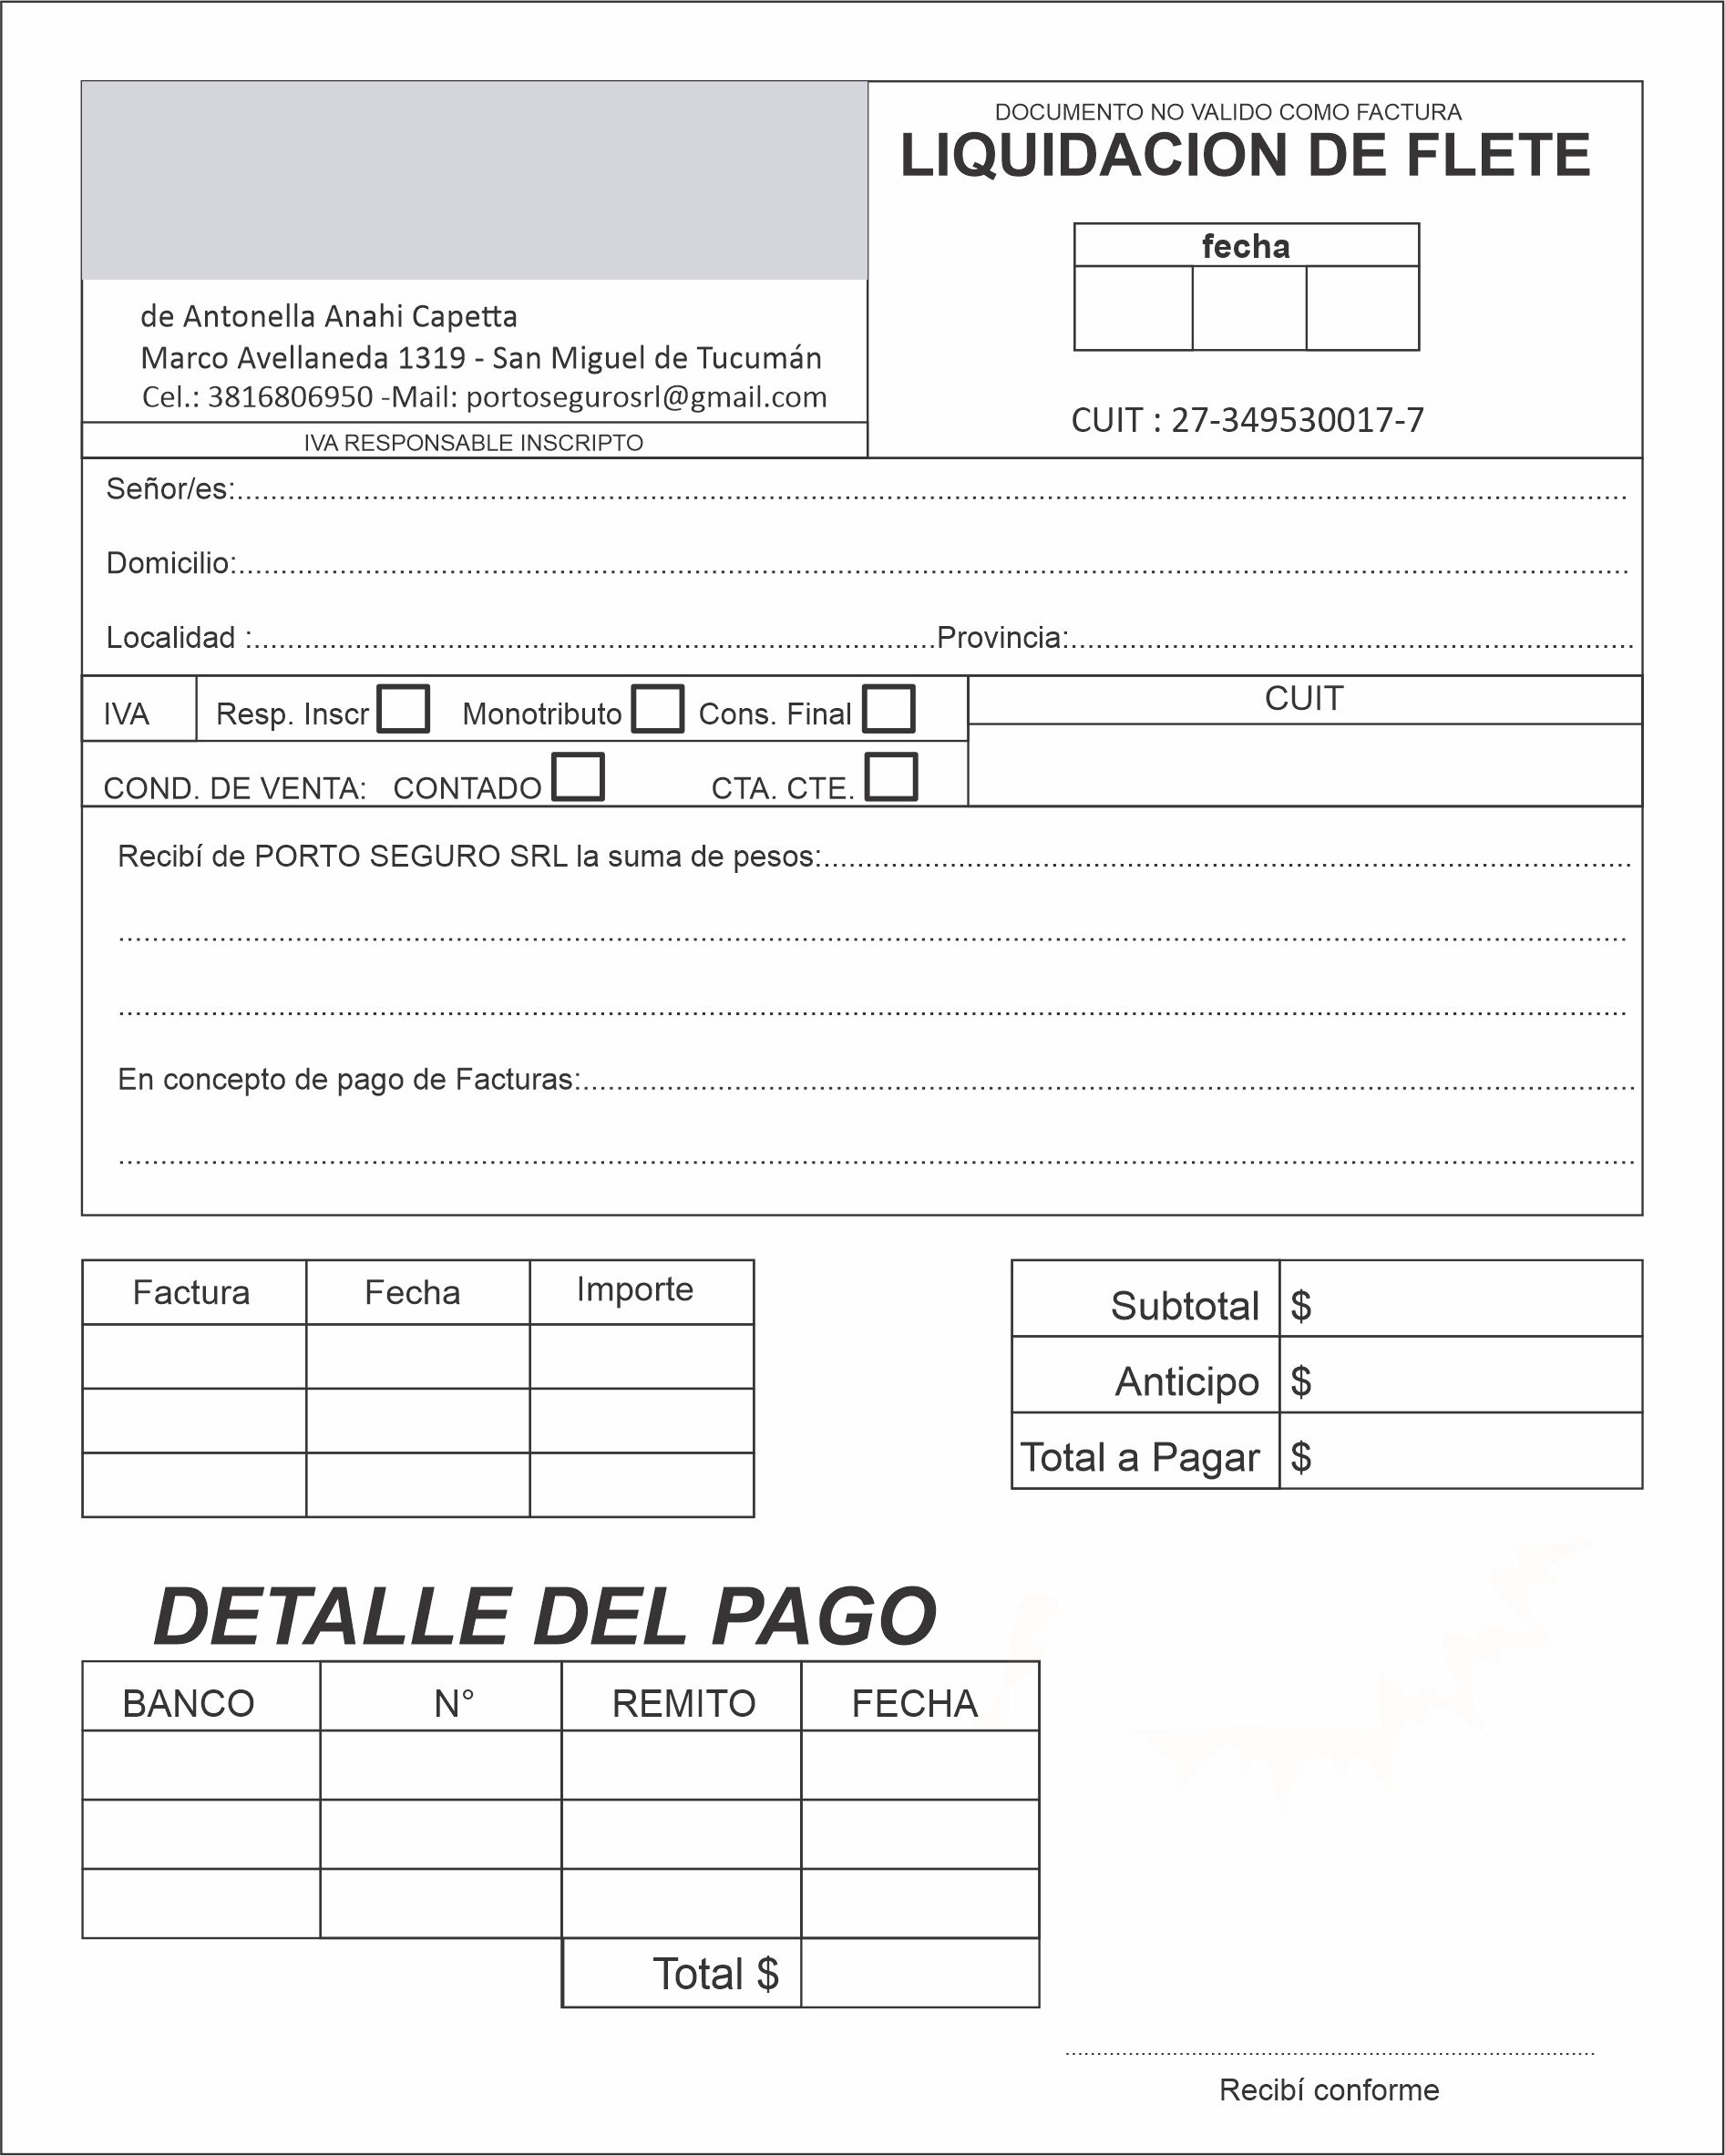 DOCUMENTO NO VALIDO COMO FACTURA
LIQUIDACION DE FLETE
fecha
de Antonella Anahi Capetta
Marco Avellaneda 1319 - San Miguel de Tucumán
Cel.: 3816806950 -Mail: portosegurosrl@gmail.com
CUIT : 27-349530017-7
IVA RESPONSABLE INSCRIPTO
Señor/es:
Domicilio:
Localidad : Provincia:
IVA Resp. Inscr Monotributo Cons. Final
CUIT
COND. DE VENTA: CONTADO CTA. CTE.
Recibí de PORTO SEGURO SRL la suma de pesos:
En concepto de pago de Facturas:
Factura Fecha Importe
Subtotal $
Anticipo $
Total a Pagar $
DETALLE DEL PAGO
BANCO N° REMITO FECHA
Total $
Recibí conforme